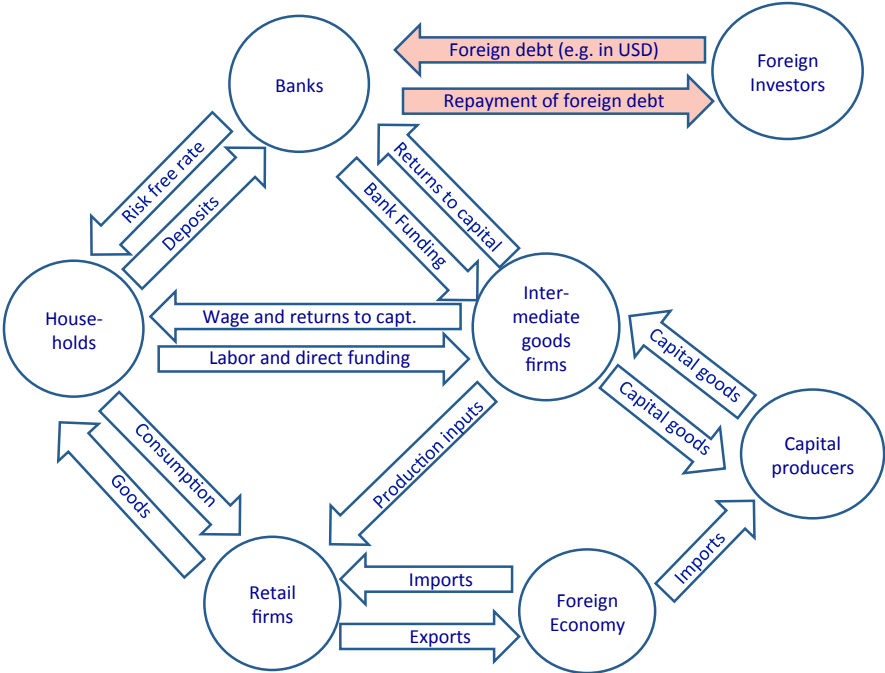 Foreign debt (e.g. in USD)
Foreign
Investors
Banks
Repayment of foreign debt
Risk free rate
Deposits
Returns to capital
Bank Funding
House-
holds
Wage and returns to capt.
Labor and direct funding
Inter-
mediate
goods
firms
Capital goods
Capital goods
Capital
producers
Consumption
Goods
Production inputs
Retail
firms
Imports
Exports
Foreign
Economy
Imports